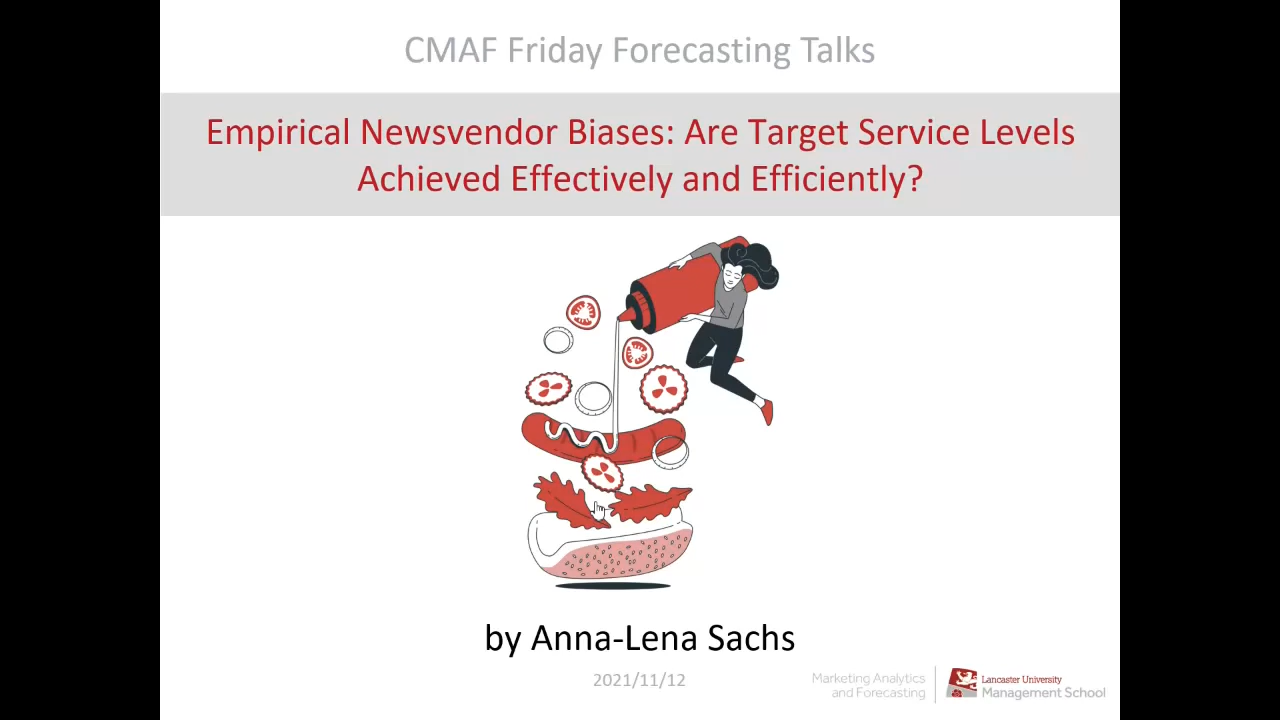 CMAF Friday Forecasting Talks
Empirical Newsvendor Biases: Are Target Service Levels
Achieved Effectively and Efficiently?
by Anna-Lena Sachs
2021/11/12
Marketing Analytics
and Forecasting
Lancaster University
Management School